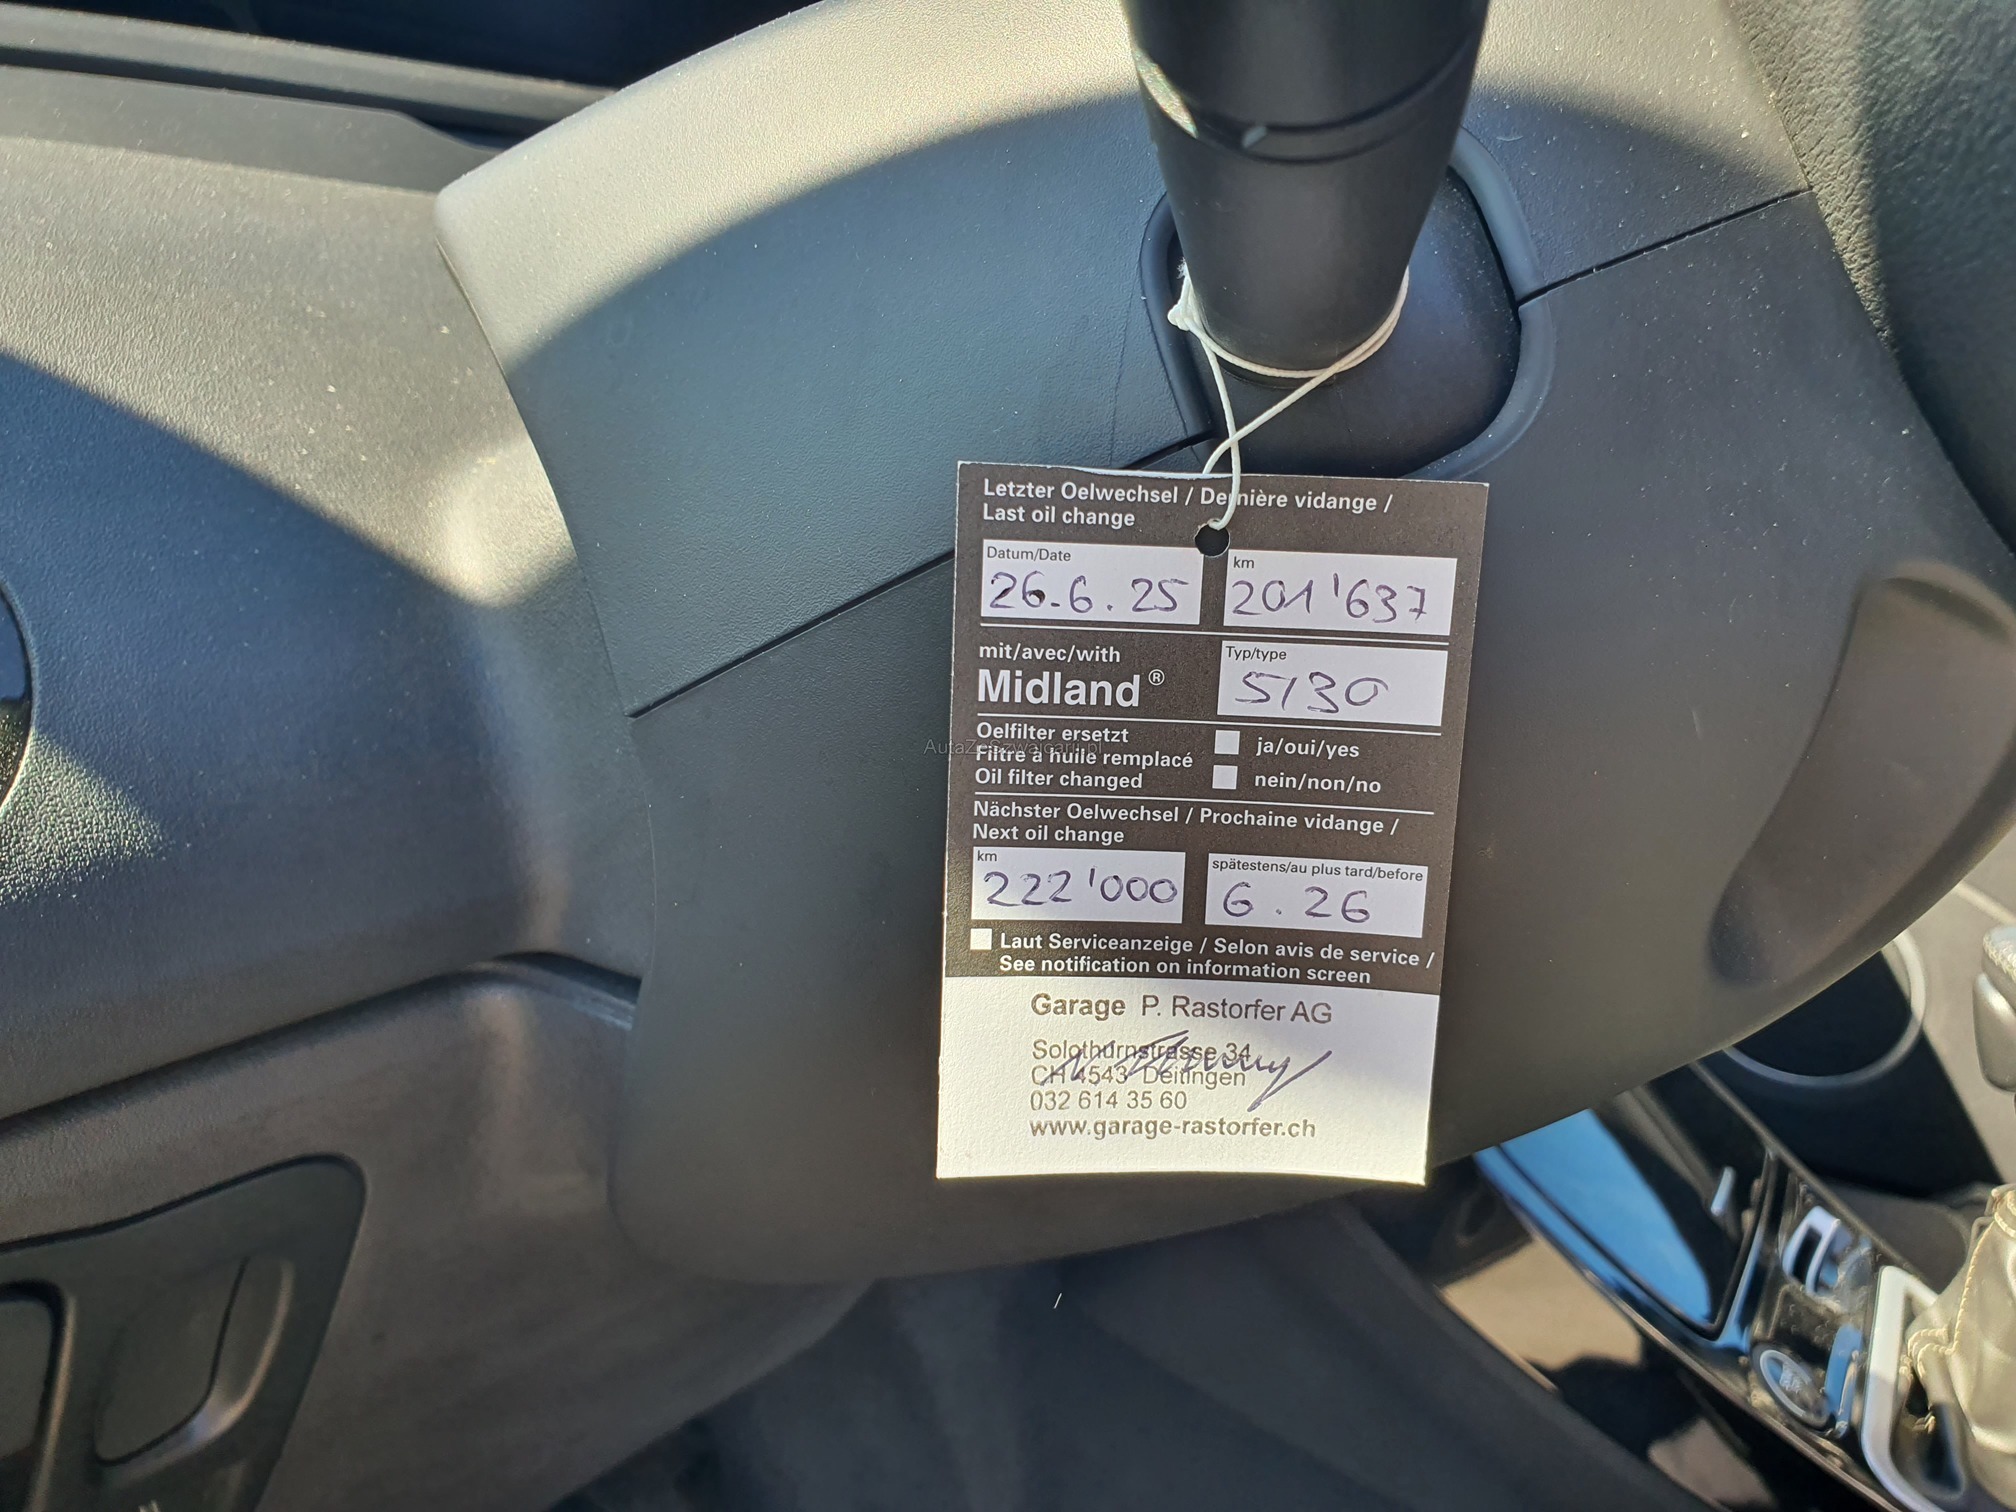 Letzter Oelwechsel / Dernière vidange /
Last oil change
Datum/Date
26.6.25
km
201'637
mit/avec/with
Midland®
Typ/type
5/30
Oelfilter ersetzt
Filtre à huile remplacé
Oil filter changed
ja/oui/yes
nein/non/no
AutaZeSzwajcarii.pl
Nächster Oelwechsel / Prochaine vidange /
Next oil change
km
222'000
spätestens/au plus tard/before
6.26
Laut Serviceanzeige / Selon avis de service /
See notification on information screen
Garage P. Rastorfer AG
Solothurnstrasse 34
CH 4543 Deitingen
032 614 35 60
www.garage-rastorfer.ch